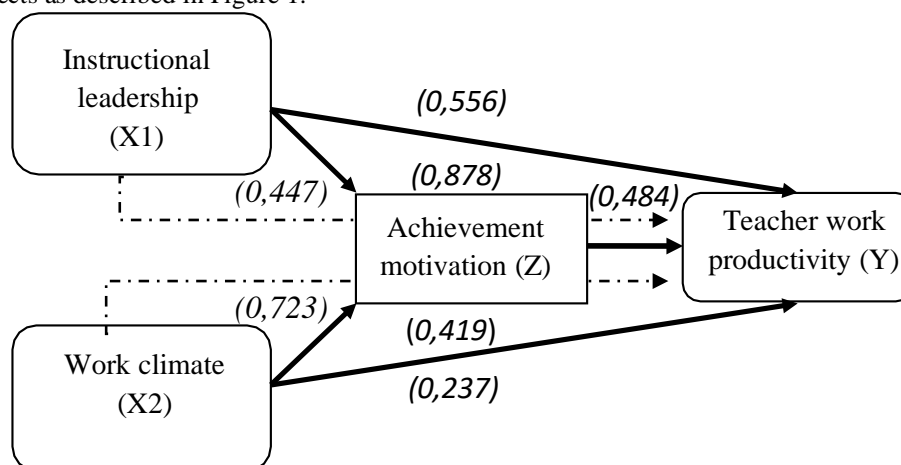 ects as described in Figure 1.
Instructional
leadership
(X1)
(0,556)
(0,447)
(0,878)
(0,484)
Achievement
motivation (Z)
Teacher work
productivity (Y)
(0,723)
(0,419)
(0,237)
Work climate
(X2)